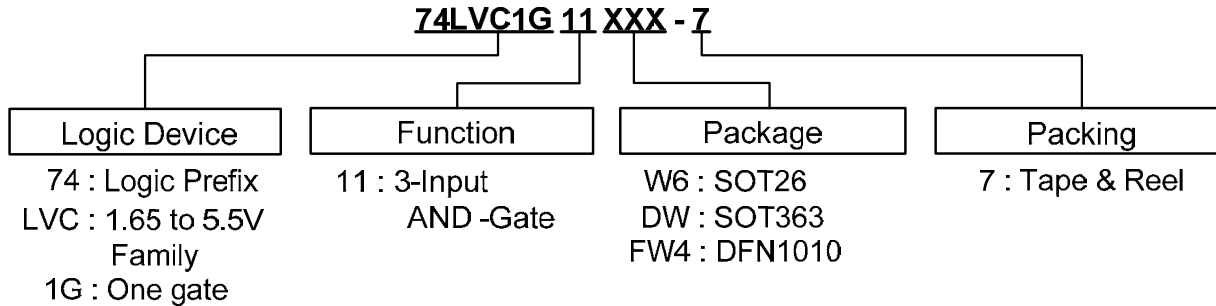 74LVC1G 11 XXX - 7
Logic Device
74 : Logic Prefix
LVC : 1.65 to 5.5V
Family
1G : One gate
Function
11 : 3-Input
AND -Gate
Package
W6 : SOT26
DW : SOT363
FW4 : DFN1010
Packing
7 : Tape & Reel